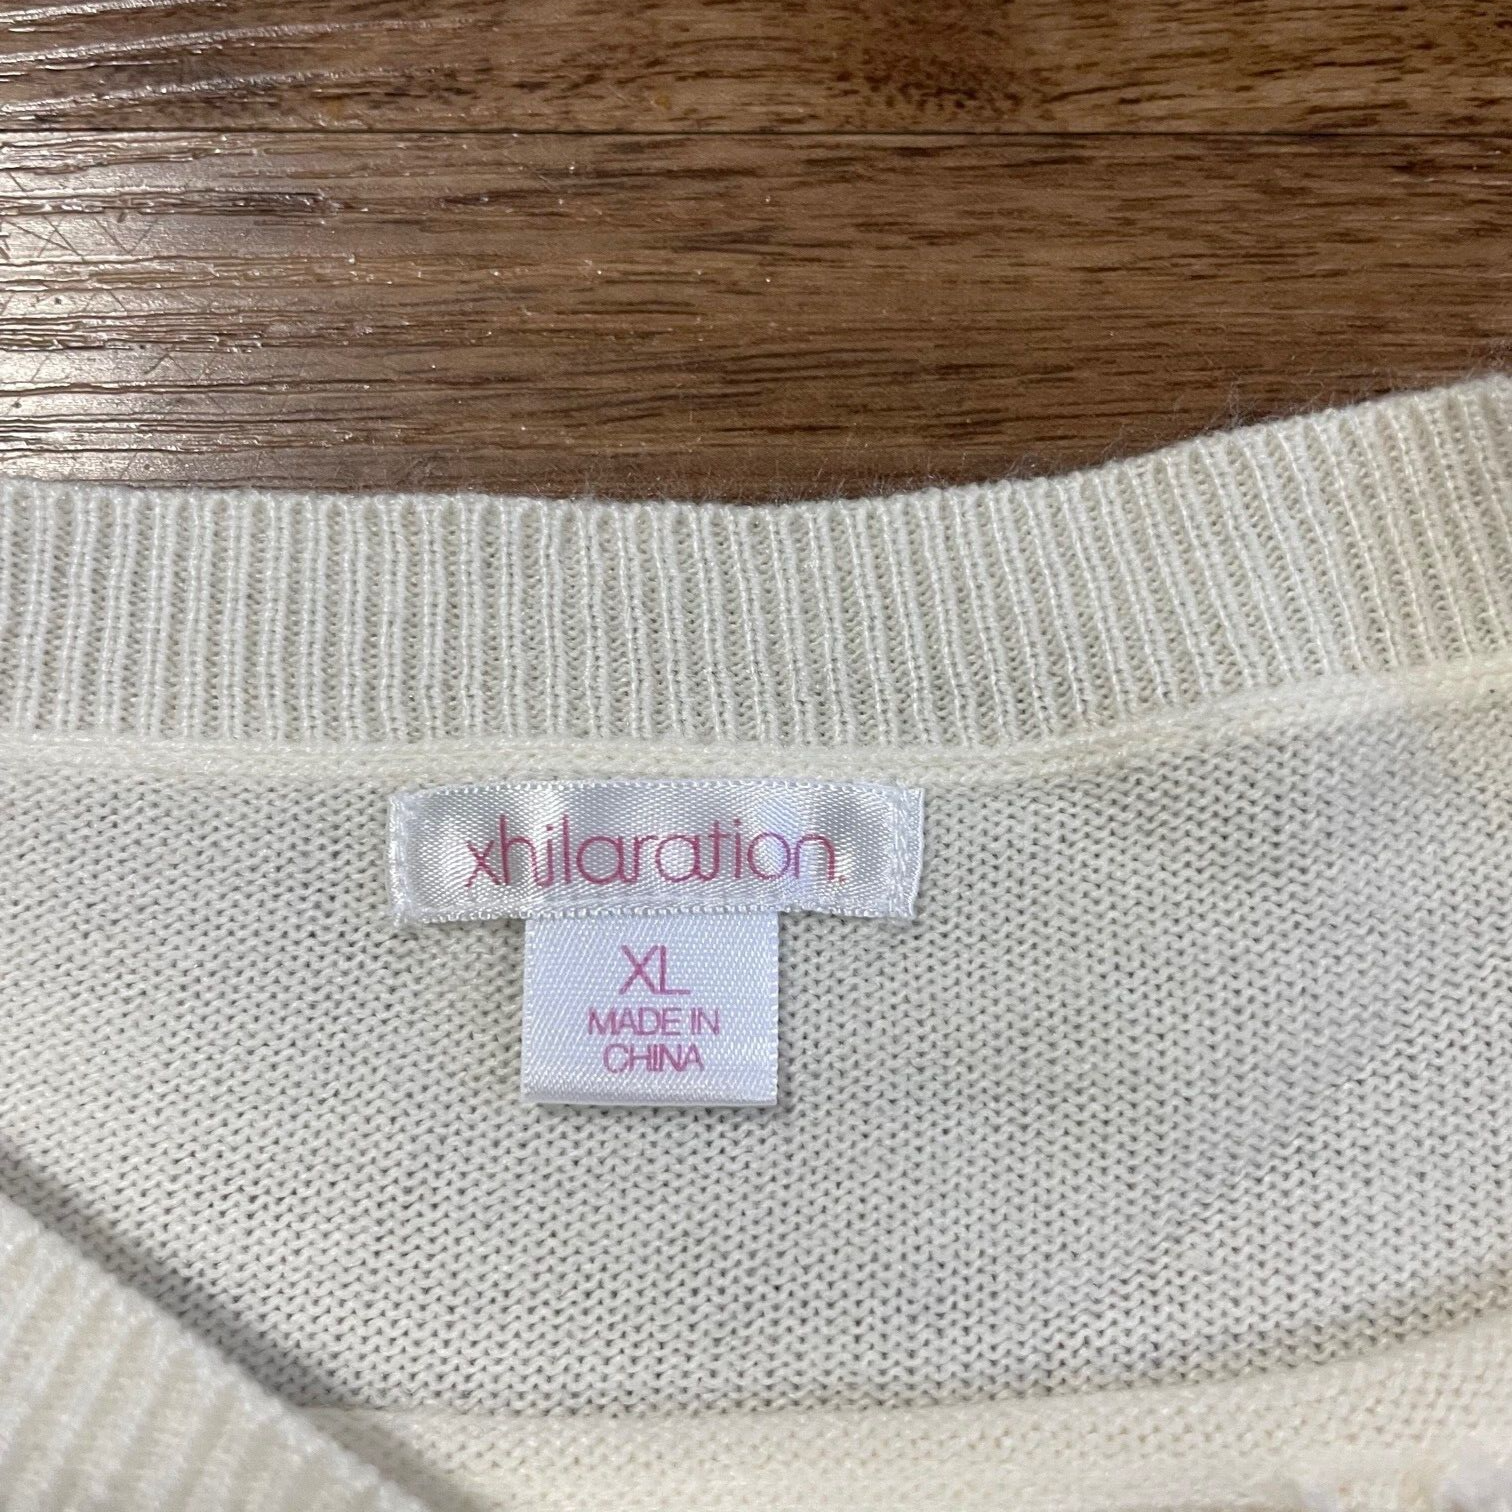 xhilaration.
XL
MADE IN
CHINA